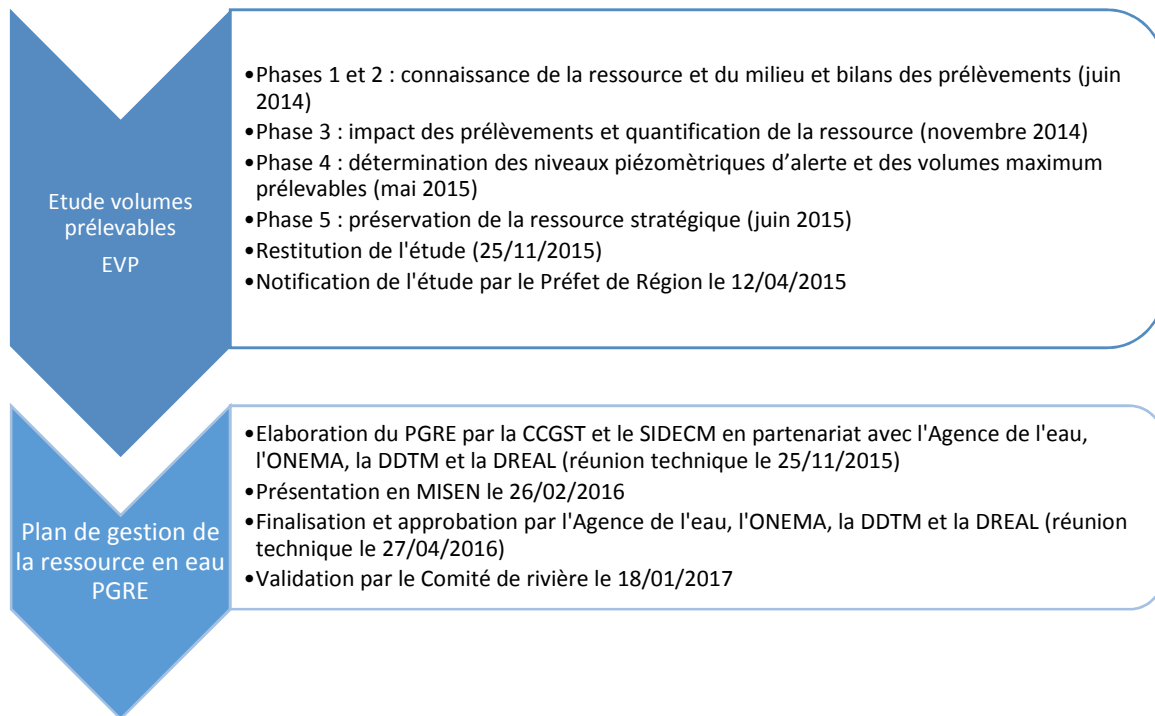 Etude volumes
prélevables
EVP
•Phases 1 et 2 : connaissance de la ressource et du milieu et bilans des prélèvements (juin
2014)
•Phase 3 : impact des prélèvements et quantification de la ressource (novembre 2014)
•Phase 4 : détermination des niveaux piézomètriques d’alerte et des volumes maximum
prélevables (mai 2015)
•Phase 5 : préservation de la ressource stratégique (juin 2015)
•Restitution de l'étude (25/11/2015)
•Notification de l'étude par le Préfet de Région le 12/04/2015
Plan de gestion de
la ressource en eau
PGRE
•Elaboration du PGRE par la CCGST et le SIDECM en partenariat avec l'Agence de l'eau,
l'ONEMA, la DDTM et la DREAL (réunion technique le 25/11/2015)
•Présentation en MISEN le 26/02/2016
•Finalisation et approbation par l'Agence de l'eau, l'ONEMA, la DDTM et la DREAL (réunion
technique le 27/04/2016)
•Validation par le Comité de rivière le 18/01/2017